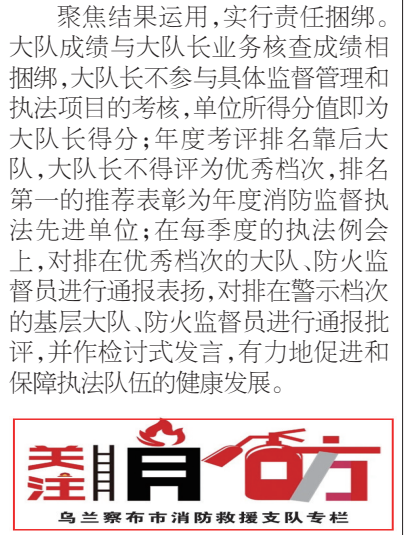 聚焦结果运用,实行责任捆绑。
大队成绩与大队长业务核查成绩相
捆绑,大队长不参与具体监督管理和
执法项目的考核,单位所得分值即为
大队长得分;年度考评排名靠后大
队,大队长不得评为优秀档次,排名
第一的推荐表彰为年度消防监督执
法先进单位;在每季度的执法例会
上,对排在优秀档次的大队、防火监
督员进行通报表扬,对排在警示档次
的基层大队、防火监督员进行通报批
评,并作检讨式发言,有力地促进和
保障执法队伍的健康发展。
关注消防
乌兰察布市消防救援支队专栏